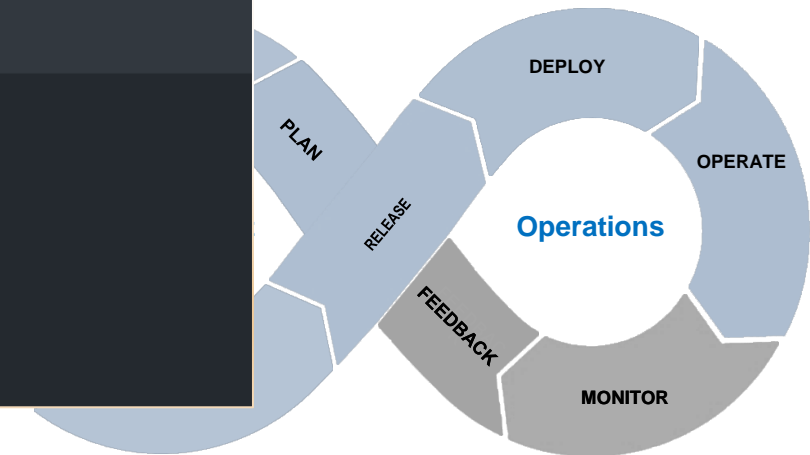 DEPLOY
PLAN
OPERATE
RELEASE
Operations
FEEDBACK
MONITOR